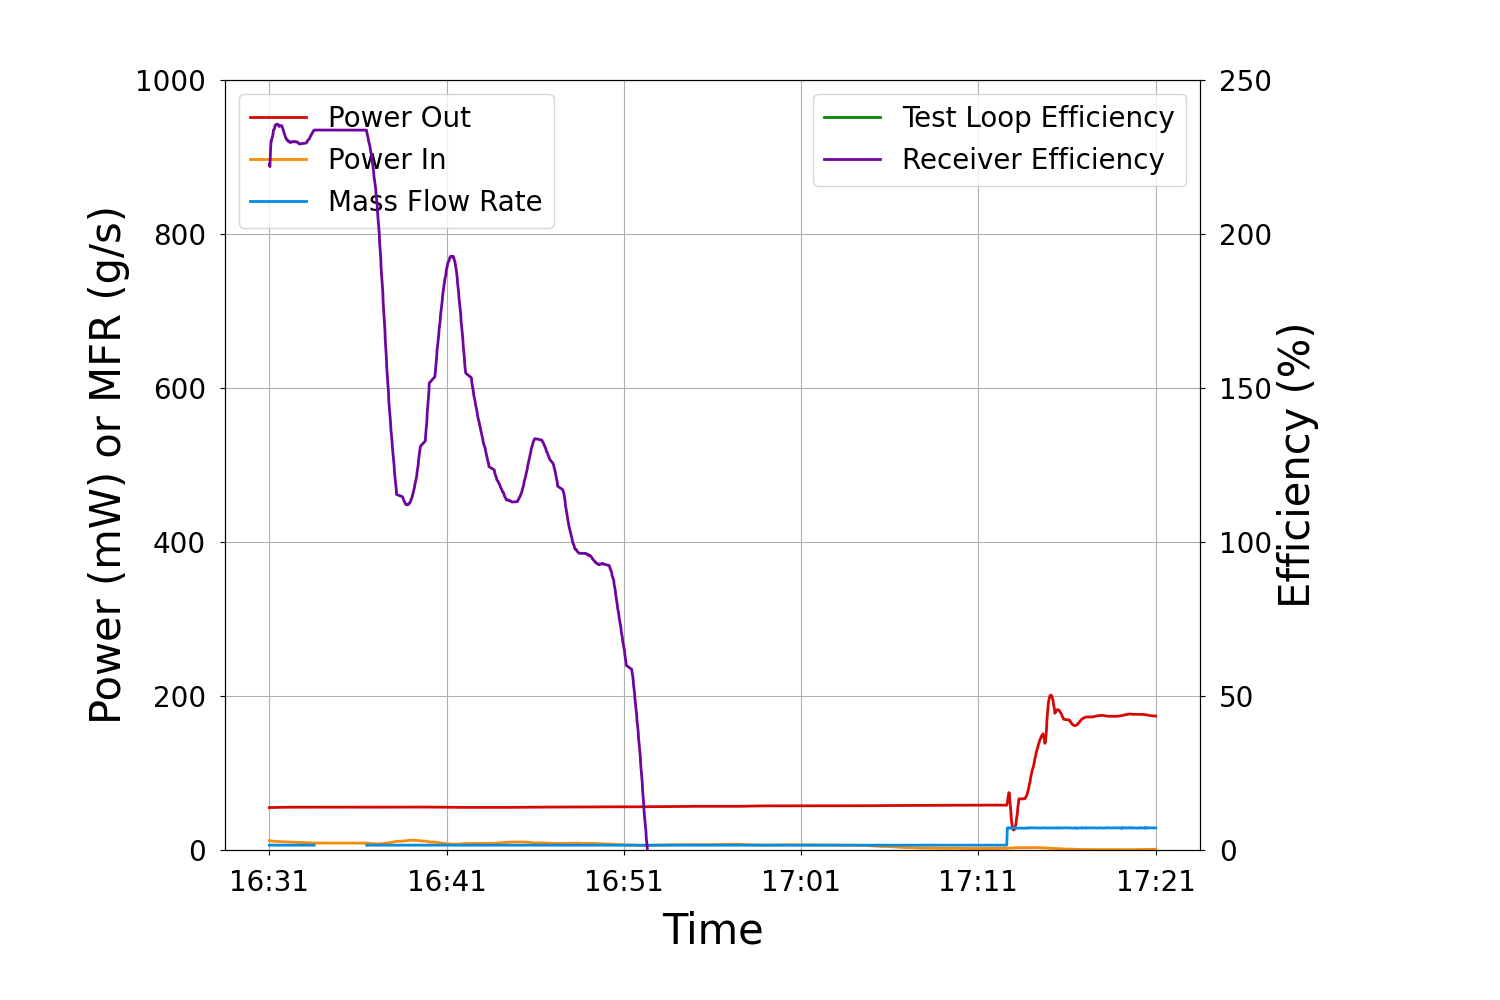 1000
800
600
400
200
0
Power (mW) or MFR (g/s)
Power Out
Power In
Mass Flow Rate
Test Loop Efficiency
Receiver Efficiency
250
200
150
100
50
0
Efficiency (%)
16:31 16:41 16:51 17:01 17:11 17:21
Time